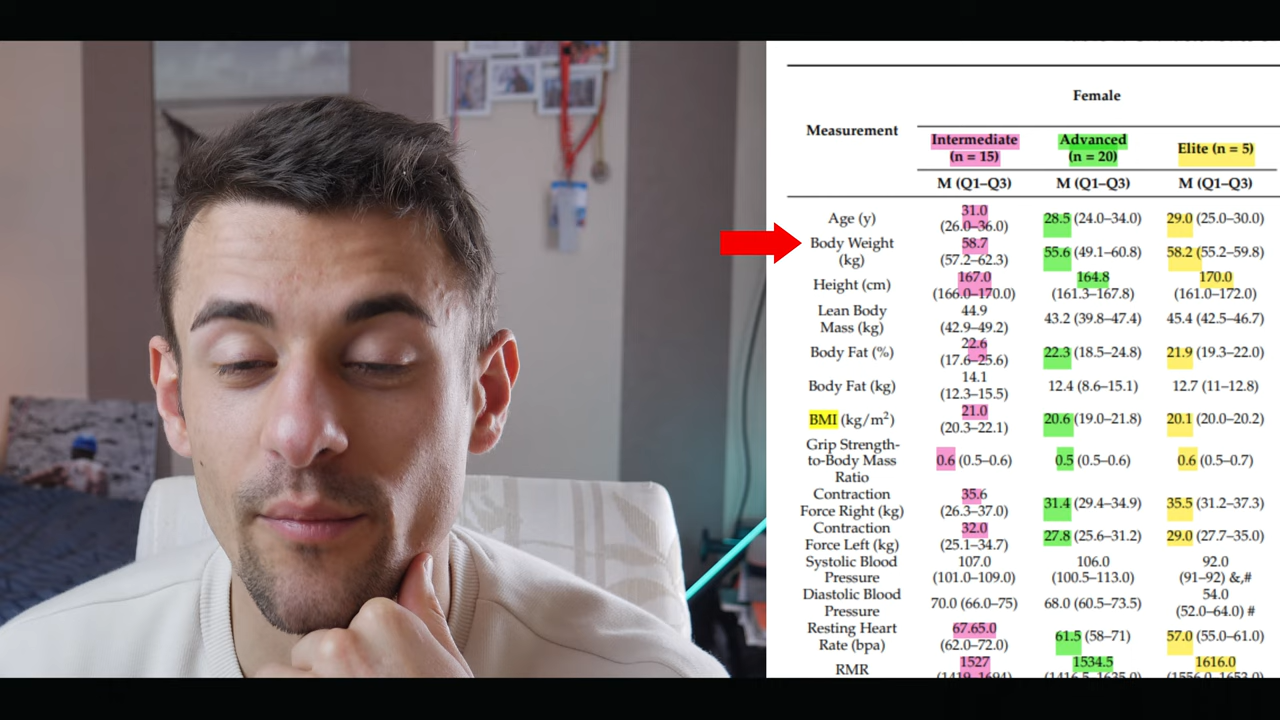 Female
Measurement
Intermediate Advanced Elite (n = 5)
(n = 15) (n = 20)
M (Q1–Q3) M (Q1–Q3) M (Q1–Q3)
Age (y) 31.0 (26.0–36.0) 28.5 (24.0–34.0) 29.0 (25.0–30.0)
Body Weight (kg) 58.7 (57.2–62.3) 55.6 (49.1–60.8) 58.2 (55.2–59.8)
Height (cm) 167.0 (166.0–170.0) 164.8 (161.3–167.8) 170.0 (161.0–172.0)
Lean Body Mass (kg) 44.9 (42.9–49.2) 43.2 (39.8–47.4) 45.4 (42.5–46.7)
Body Fat (%) 22.6 (17.6–25.6) 22.3 (18.5–24.8) 21.9 (19.3–22.0)
Body Fat (kg) 14.1 (12.3–15.5) 12.4 (8.6–15.1) 12.7 (11–12.8)
BMI (kg/m²) 21.0 (20.3–22.1) 20.6 (19.0–21.8) 20.1 (20.0–20.2)
Grip Strength-to-Body Mass Ratio 0.6 (0.5–0.6) 0.5 (0.5–0.6) 0.6 (0.5–0.7)
Contraction Force Right (kg) 35.6 (26.3–37.0) 31.4 (29.4–34.9) 35.5 (31.2–37.3)
Contraction Force Left (kg) 32.0 (25.1–34.7) 27.8 (25.6–31.2) 29.0 (27.7–35.0)
Systolic Blood Pressure 107.0 (101.0–109.0) 106.0 (100.5–113.0) 92.0 (91–92) &,#
Diastolic Blood Pressure 70.0 (66.0–75) 68.0 (60.5–73.5) 54.0 (52.0–64.0) #
Resting Heart Rate (bpa) 67.65.0 (62.0–72.0) 61.5 (58–71) 57.0 (55.0–61.0)
RMR 1527 1534.5 1616.0